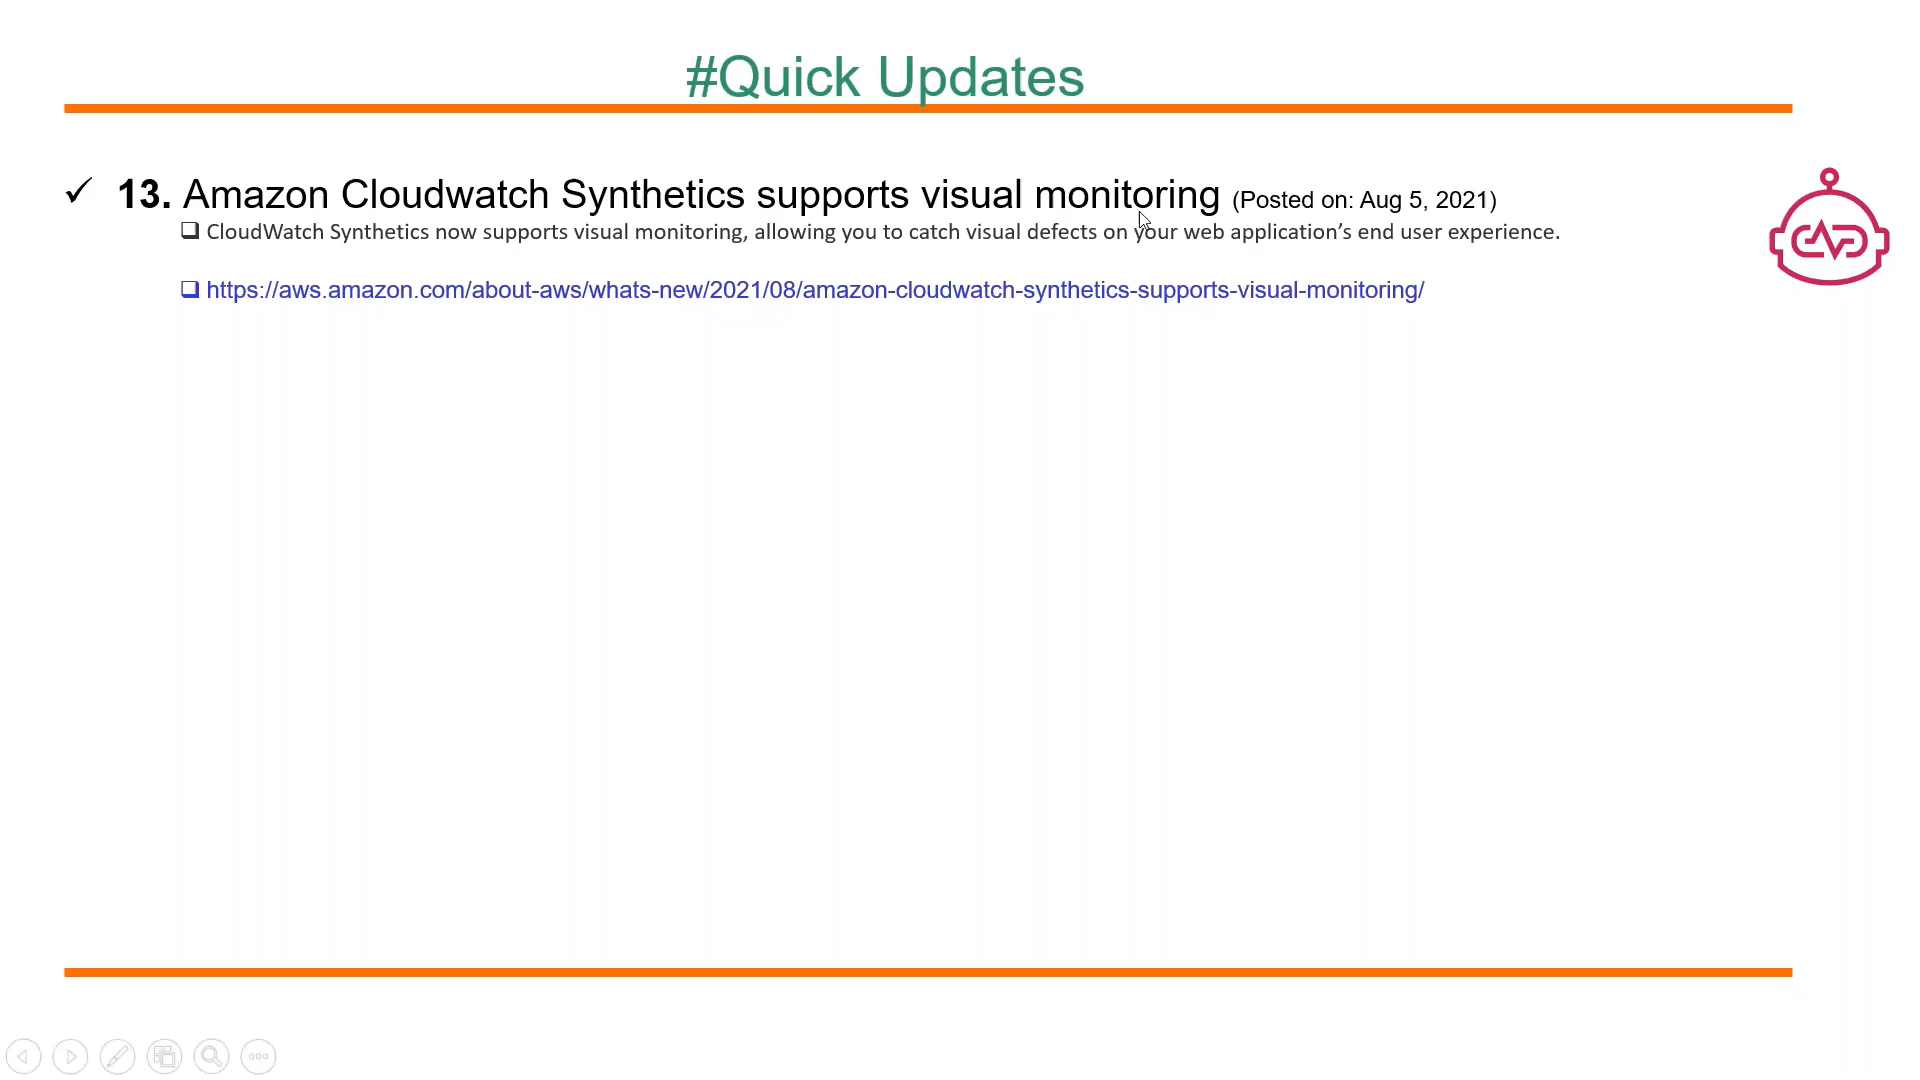 #Quick Updates
✓ 13. Amazon Cloudwatch Synthetics supports visual monitoring (Posted on: Aug 5, 2021)
❑ CloudWatch Synthetics now supports visual monitoring, allowing you to catch visual defects on your web application’s end user experience.
❑ https://aws.amazon.com/about-aws/whats-new/2021/08/amazon-cloudwatch-synthetics-supports-visual-monitoring/